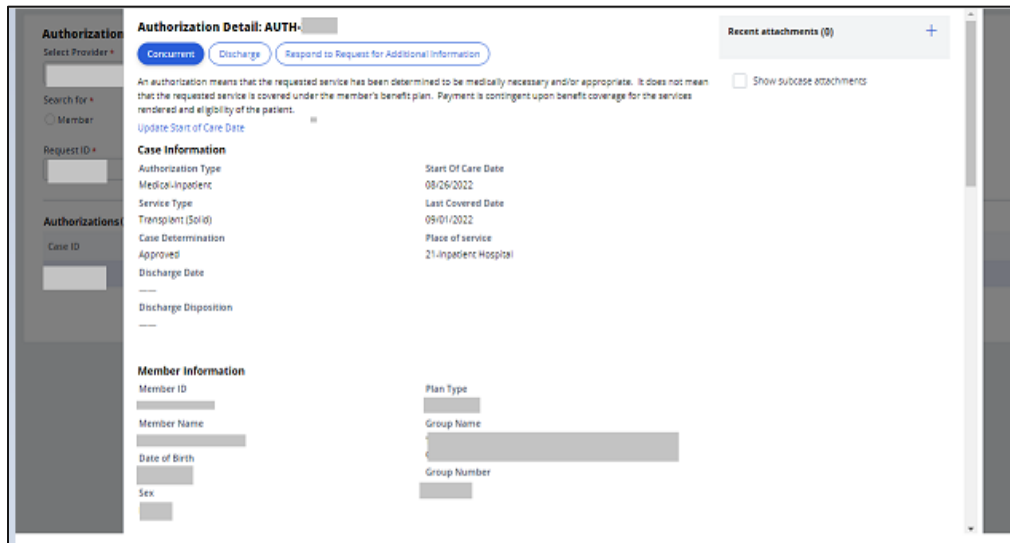 Authorization
Select Provider *
Search for *
Member
Request ID *
Authorizations(
Case ID
Authorization Detail: AUTH-
Concurrent
Discharge
Respond to Request for Additional Information
An authorization means that the requested service has been determined to be medically necessary and/or appropriate. It does not mean
that the requested service is covered under the member's benefit plan. Payment is contingent upon benefit coverage for the services
rendered and eligibility of the patient.
Update Start of Care Date
Case Information
Authorization Type
Medical-Inpatient
Start Of Care Date
08/26/2022
Service Type
Transplant (Solid)
Last Covered Date
09/01/2022
Case Determination
Approved
Place of service
21-Inpatient Hospital
Discharge Date
——
Discharge Disposition
——
Member Information
Member ID
Plan Type
Member Name
Group Name
Date of Birth
Group Number
Sex
Recent attachments (0)
+
Show subcase attachments